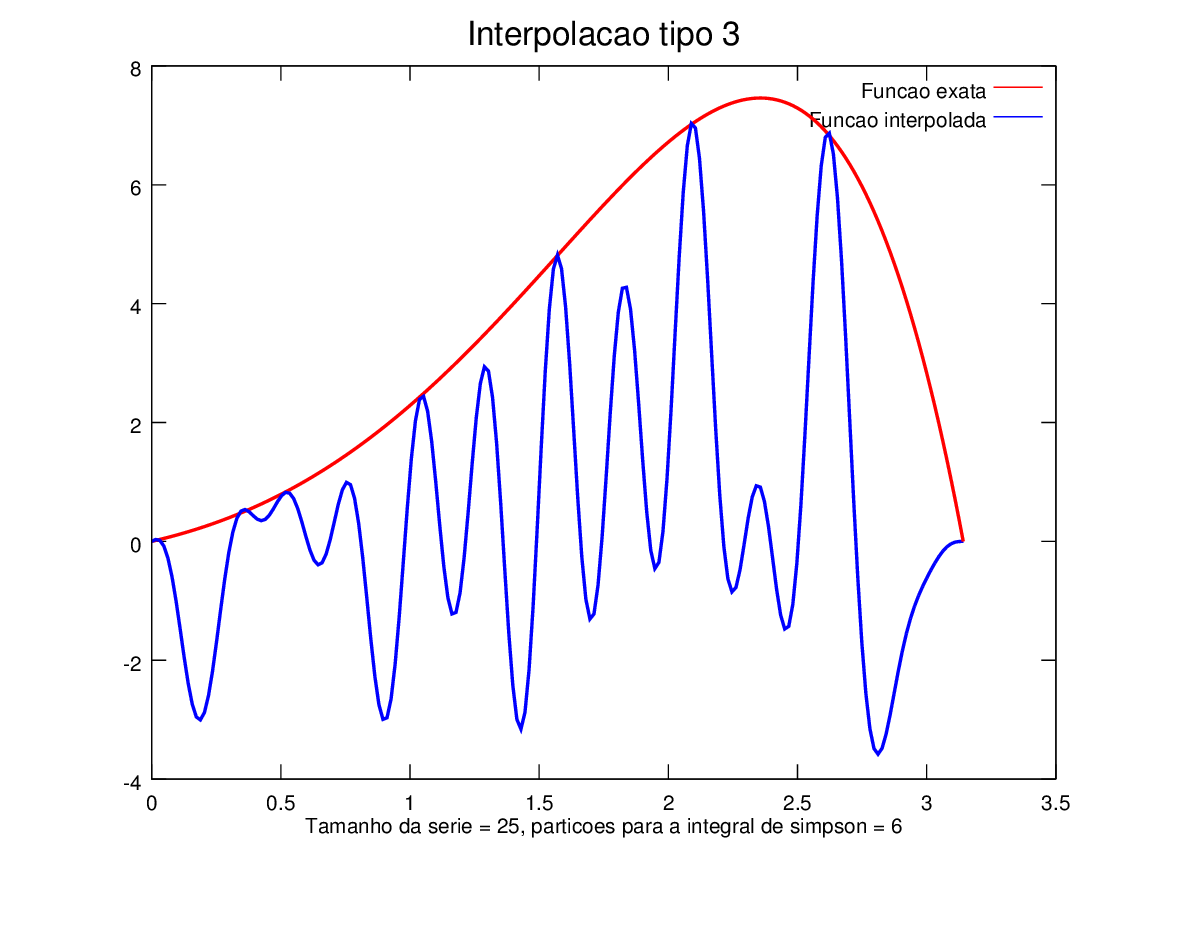 Interpolacao tipo 3
8
6
4
2
0
-2
-4
Funcao exata
Funcao interpolada
0 0.5 1 1.5 2 2.5 3 3.5
Tamanho da serie = 25, particoes para a integral de simpson = 6